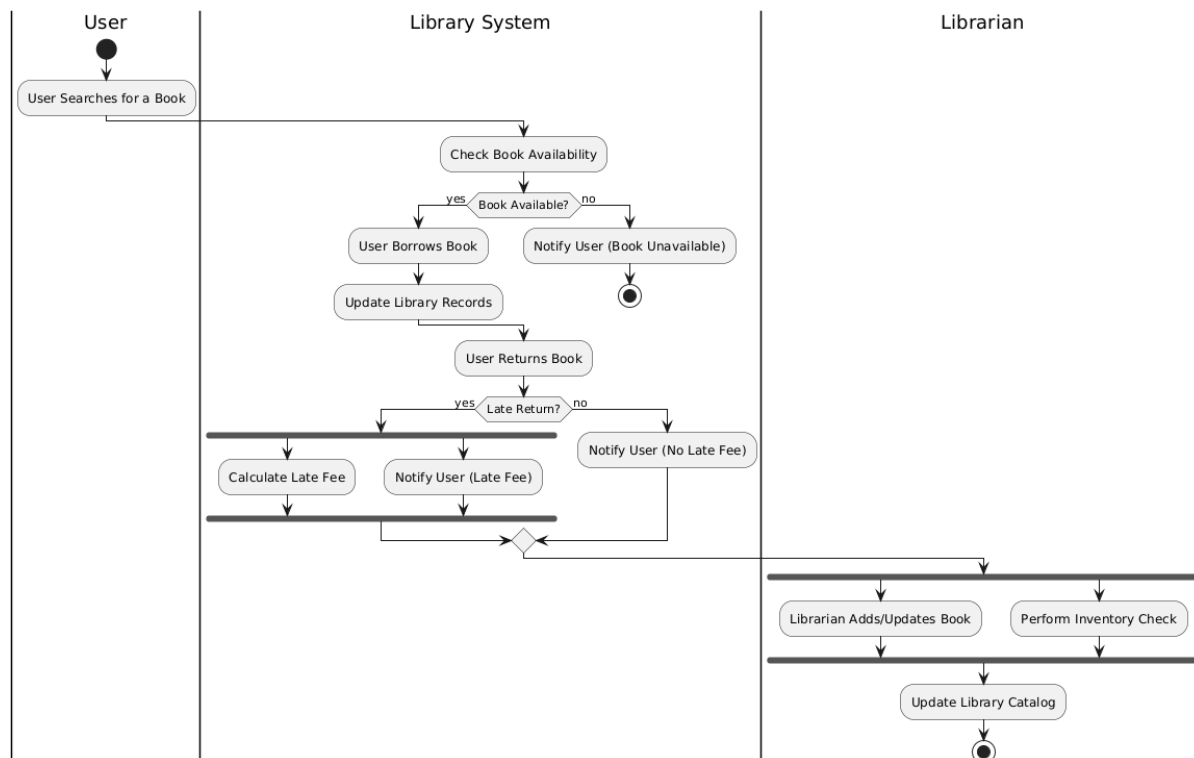 User
Library System
Librarian
User Searches for a Book
Check Book Availability
yes
Book Available?
no
User Borrows Book
Notify User (Book Unavailable)
Update Library Records
User Returns Book
yes
Late Return?
no
Notify User (No Late Fee)
Calculate Late Fee
Notify User (Late Fee)
Librarian Adds/Updates Book
Perform Inventory Check
Update Library Catalog